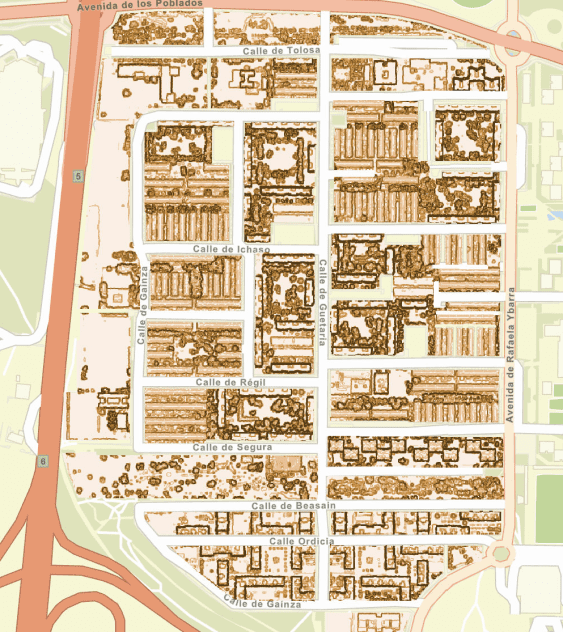 Avenida de los Poblados
Calle de Tolosa
5
Calle de Ichaso
Calle de Gainza
Calle de Guetaria
Avenida de Rafaela Ybarra
Calle de Régil
Calle de Segura
6
Calle de Beasain
Calle Ordicia
Calle de Gainza